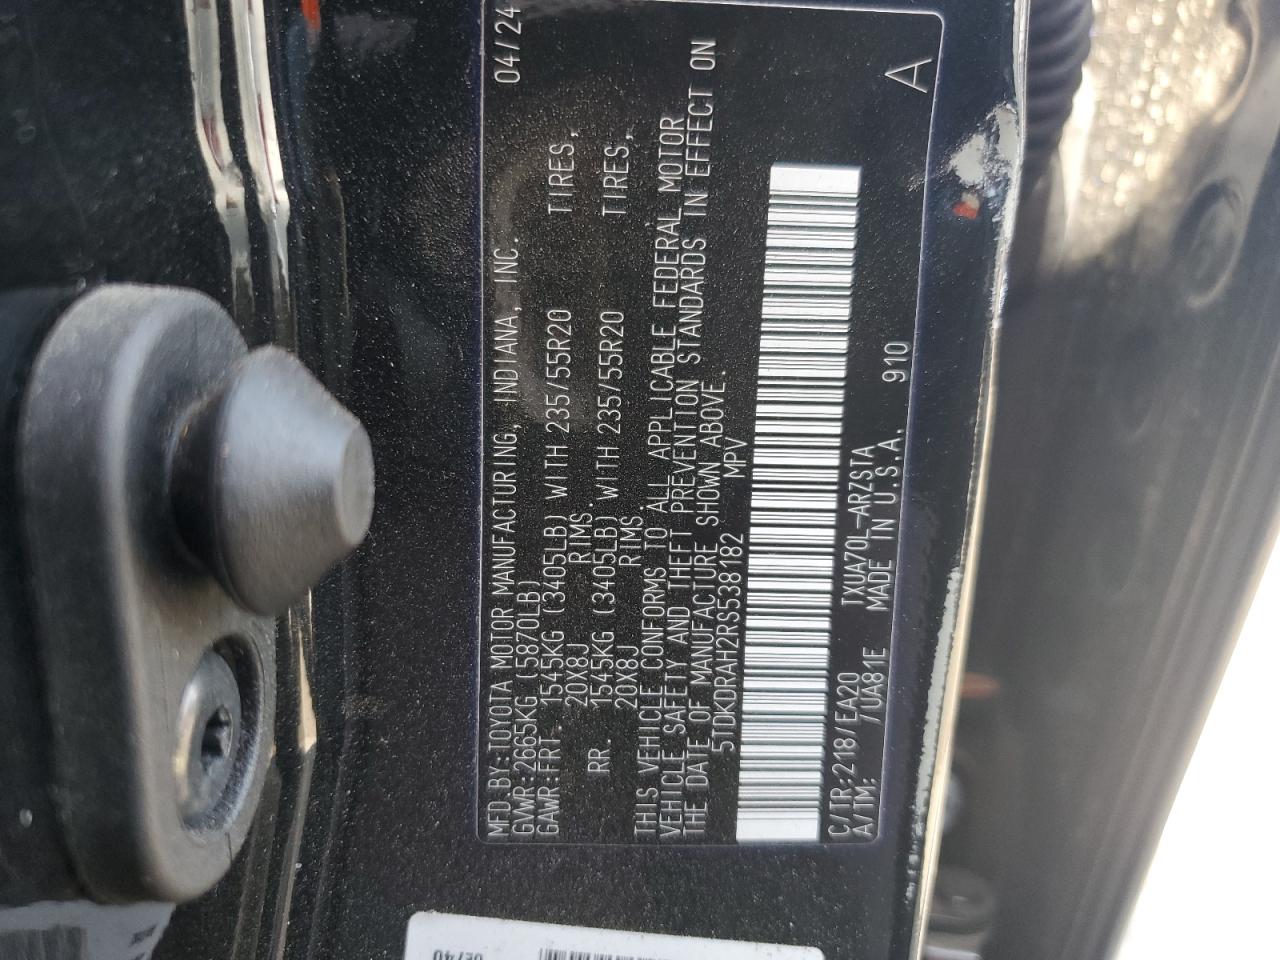 MFD BY:TOYOTA MOTOR MANUFACTURING, INDIANA, INC. 04/24
GVWR:2665KG (5870LB)
GAWR:FRT. 1545KG (3405LB) WITH 235/55R20 TIRES,
20X8J RIMS.
RR. 1545KG (3405LB) WITH 235/55R20 TIRES,
20X8J RIMS.
THIS VEHICLE CONFORMS TO ALL APPLICABLE FEDERAL MOTOR
VEHICLE SAFETY AND THEFT PREVENTION STANDARDS IN EFFECT ON
THE DATE OF MANUFACTURE SHOWN ABOVE.
5TDKDRAH2RS538182 MPV
C/TR:218/EA20 TXUA70L-ARZSTA
A/TM: /UA81E MADE IN U.S.A. 910 A